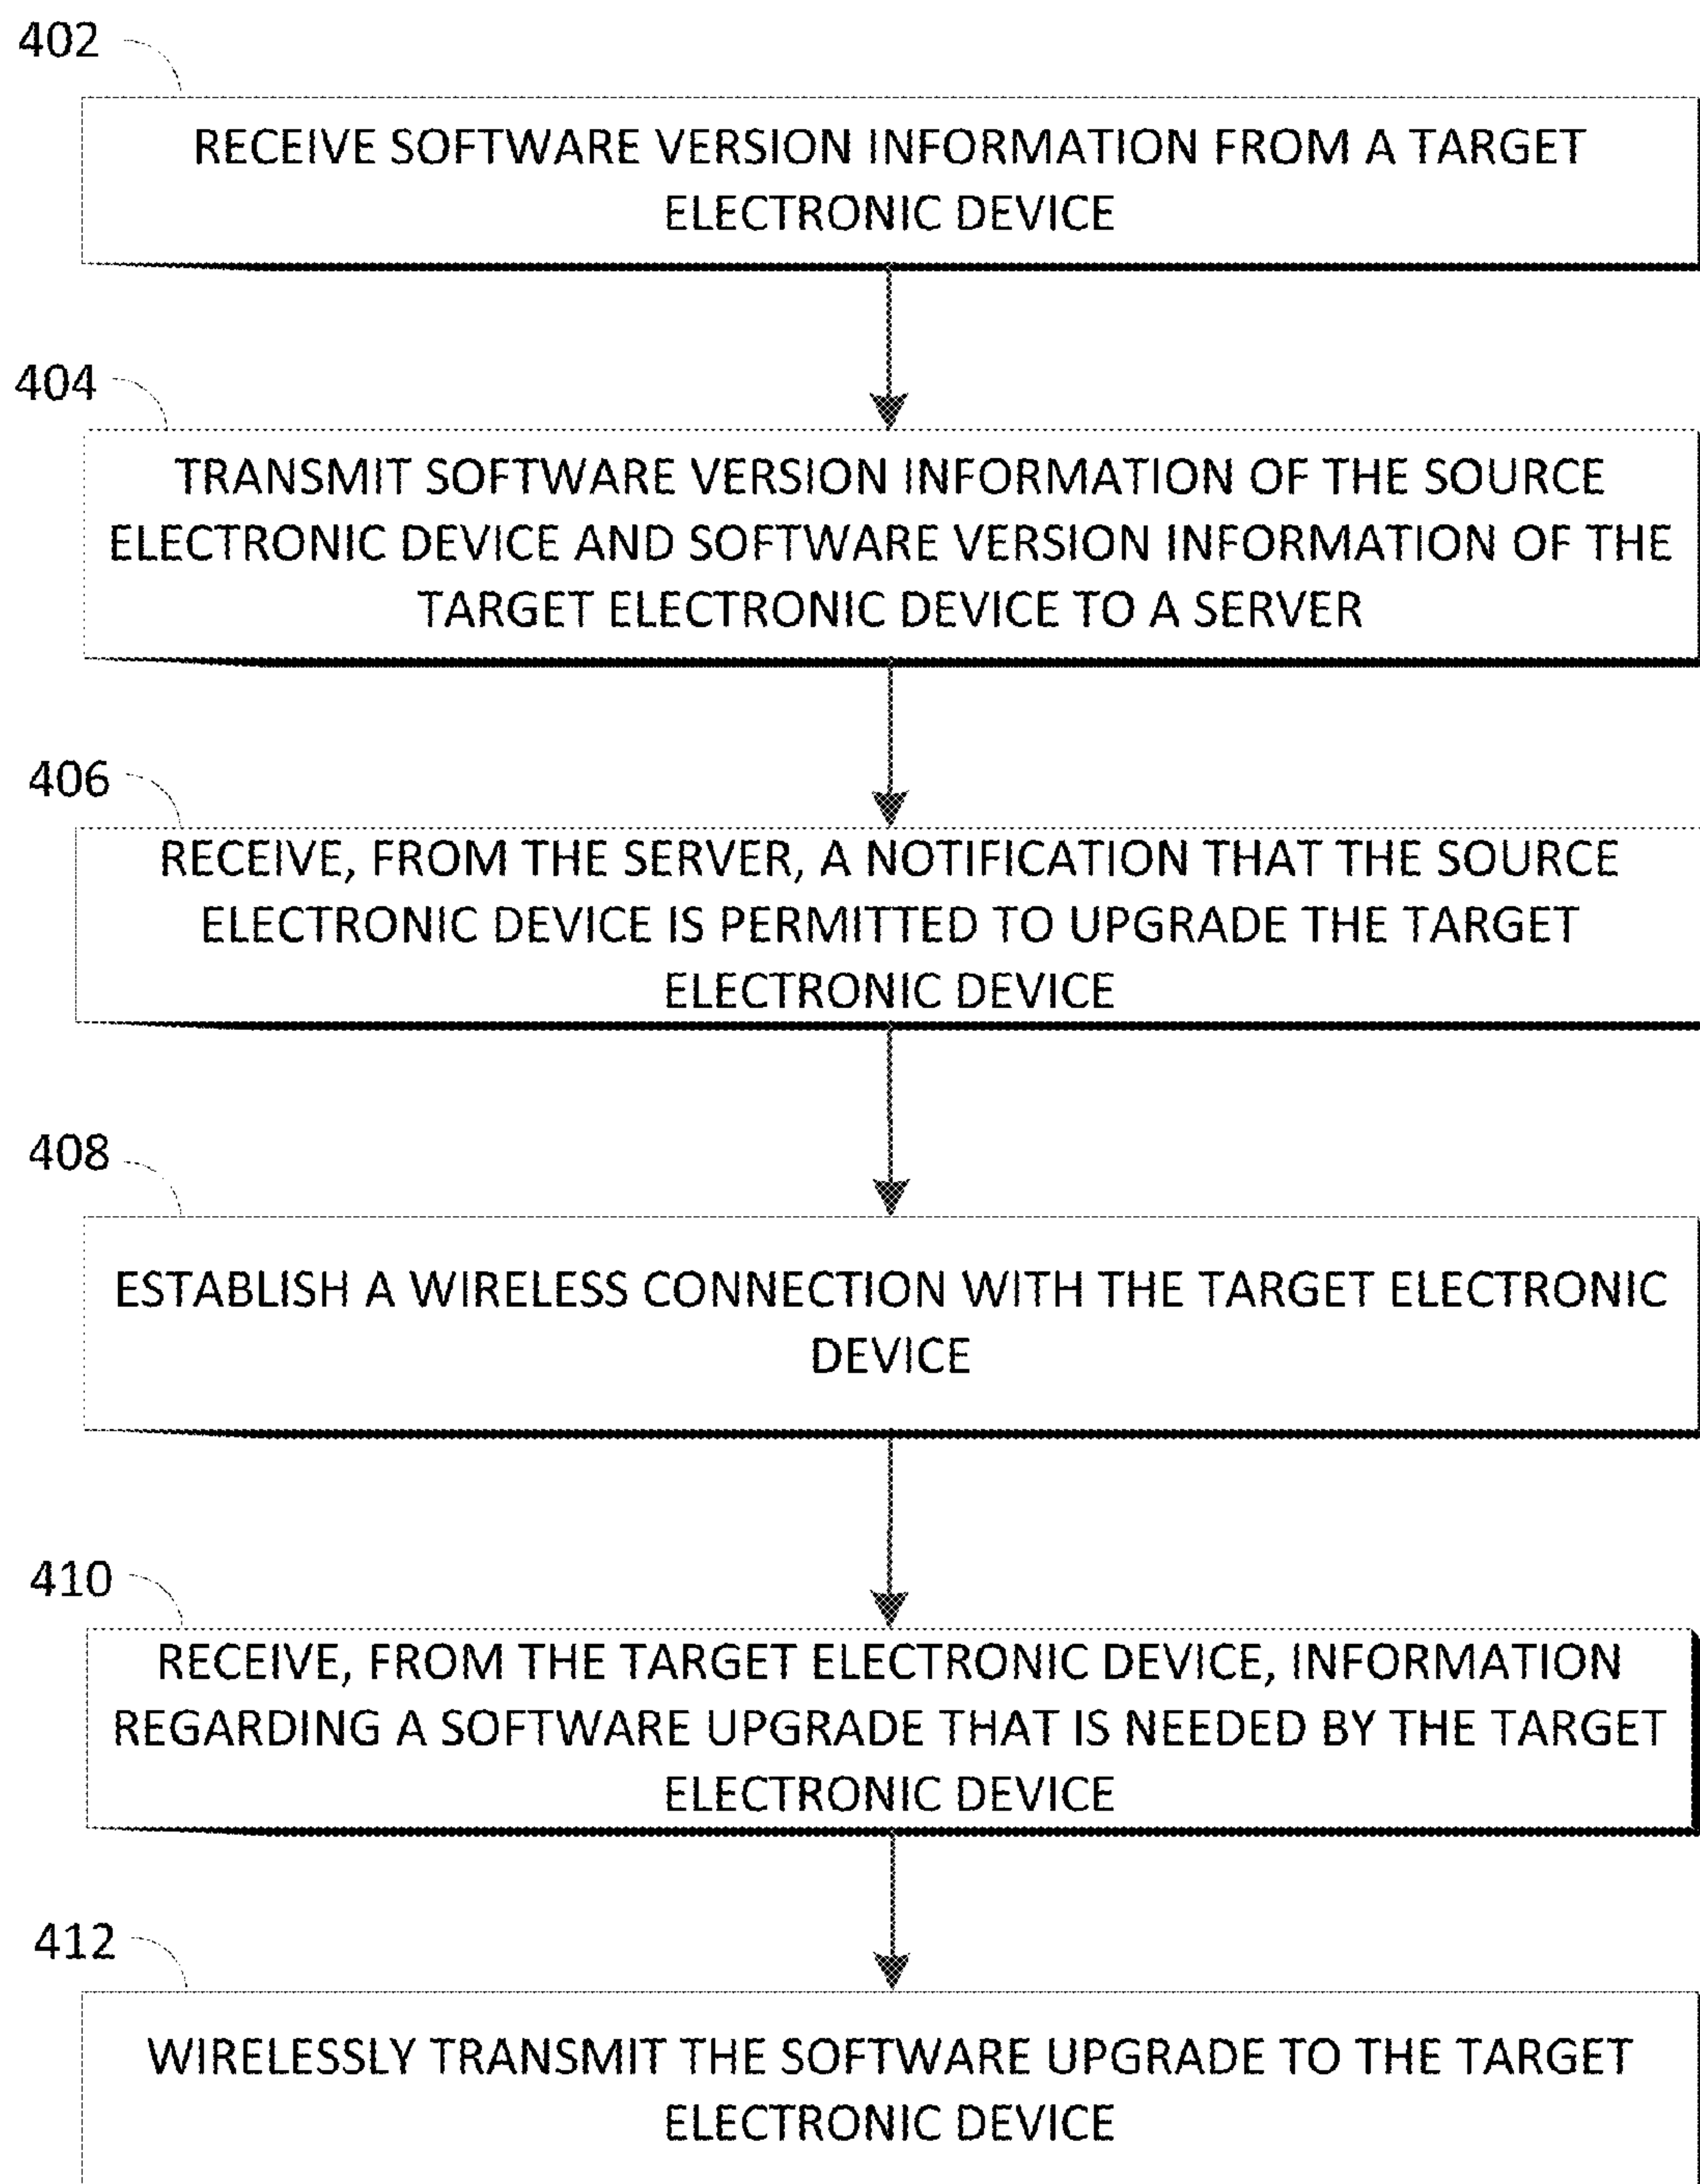 402
RECEIVE SOFTWARE VERSION INFORMATION FROM A TARGET
ELECTRONIC DEVICE
404
TRANSMIT SOFTWARE VERSION INFORMATION OF THE SOURCE
ELECTRONIC DEVICE AND SOFTWARE VERSION INFORMATION OF THE
TARGET ELECTRONIC DEVICE TO A SERVER
406
RECEIVE, FROM THE SERVER, A NOTIFICATION THAT THE SOURCE
ELECTRONIC DEVICE IS PERMITTED TO UPGRADE THE TARGET
ELECTRONIC DEVICE
408
ESTABLISH A WIRELESS CONNECTION WITH THE TARGET ELECTRONIC
DEVICE
410
RECEIVE, FROM THE TARGET ELECTRONIC DEVICE, INFORMATION
REGARDING A SOFTWARE UPGRADE THAT IS NEEDED BY THE TARGET
ELECTRONIC DEVICE
412
WIRELESSLY TRANSMIT THE SOFTWARE UPGRADE TO THE TARGET
ELECTRONIC DEVICE